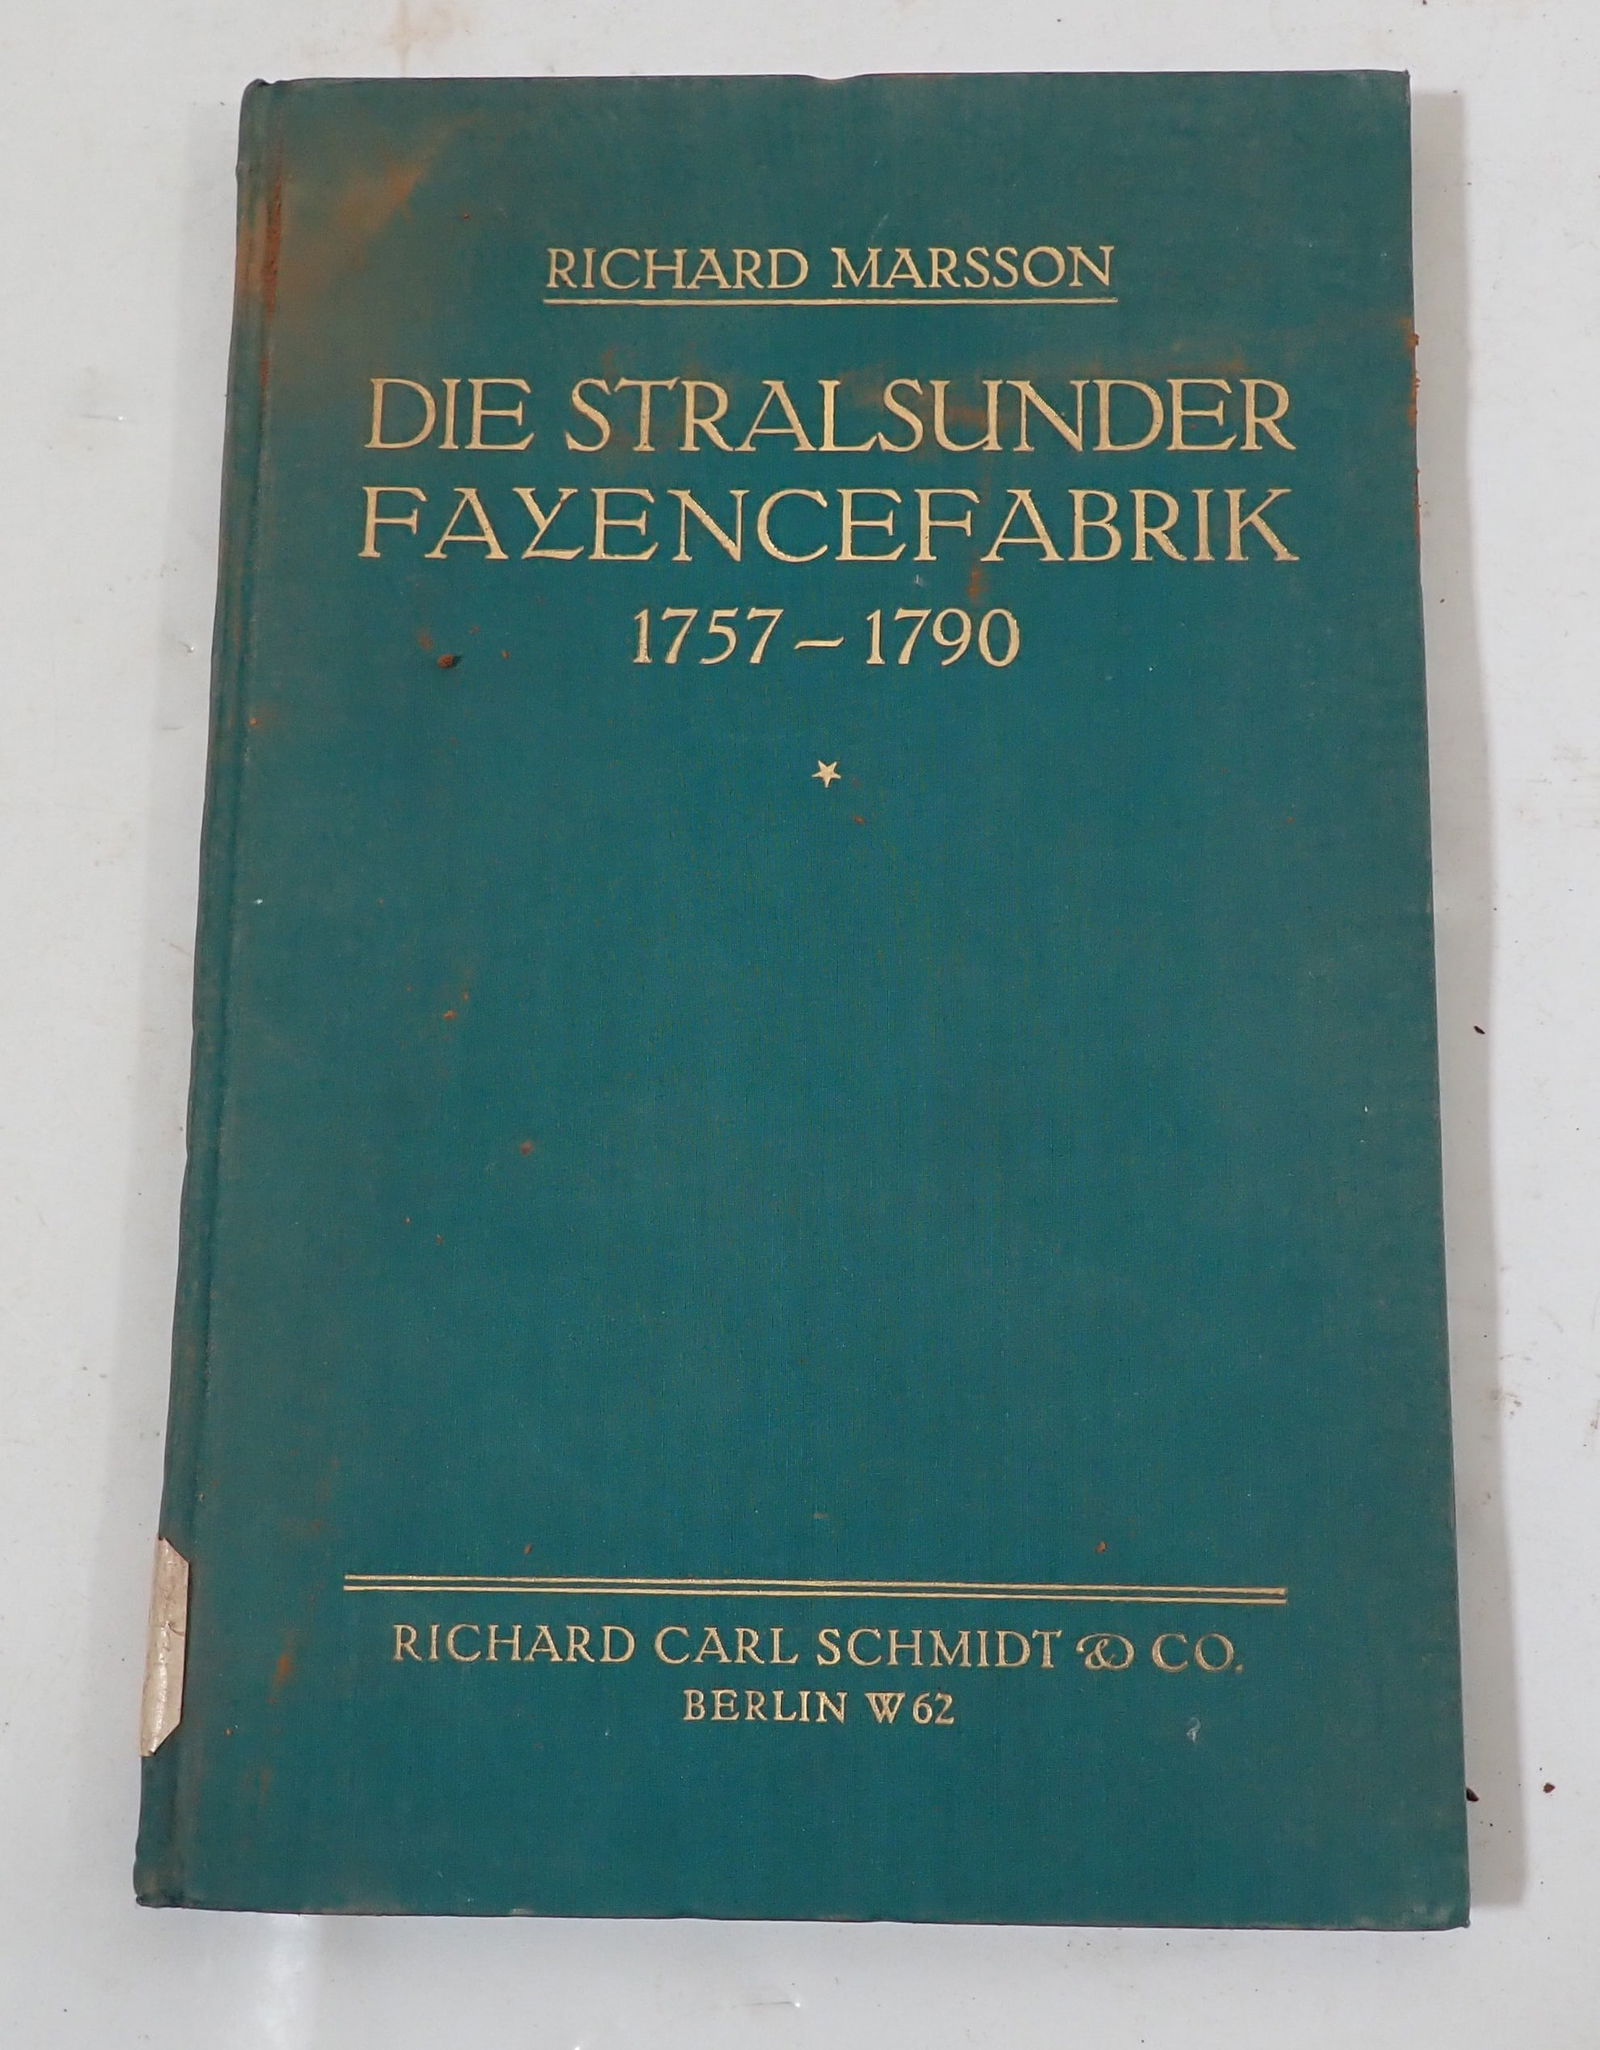 RICHARD MARSSON
DIE STRALSUNDER
FAYENCEFABRIK
1757 – 1790
RICHARD CARL SCHMIDT & CO.
BERLIN W 62